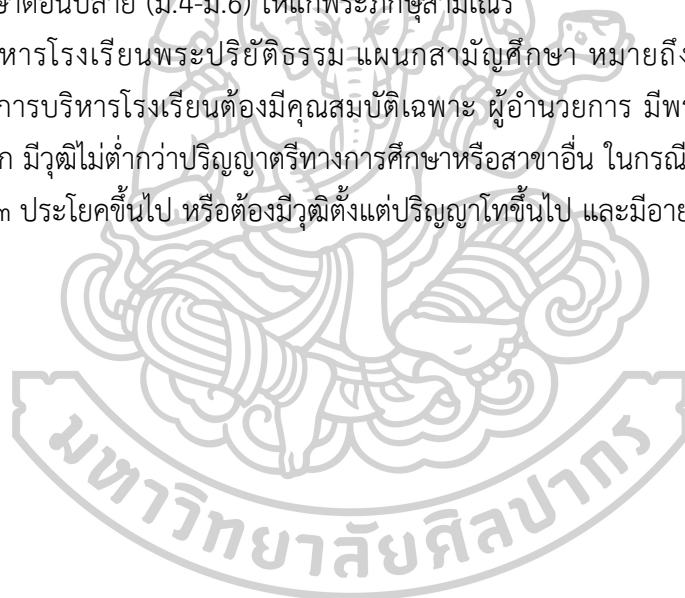 ษาตอนปลาย (ม.4-ม.6) ให้แก่พระภิกษุสามเณร
หารโรงเรียนพระปริยัติธรรม แผนกสามัญศึกษา หมายถึง
การบริหารโรงเรียนต้องมีคุณสมบัติเฉพาะ ผู้อำนวยการ มีพร
ก มีวุฒิไม่ต่ำกว่าปริญญาตรีทางการศึกษาหรือสาขาอื่น ในกรณี
๓ ประโยคขึ้นไป หรือต้องมีวุฒิตั้งแต่ปริญญาโทขึ้นไป และมีอาย
มหาวิทยาลัยศิลปากร